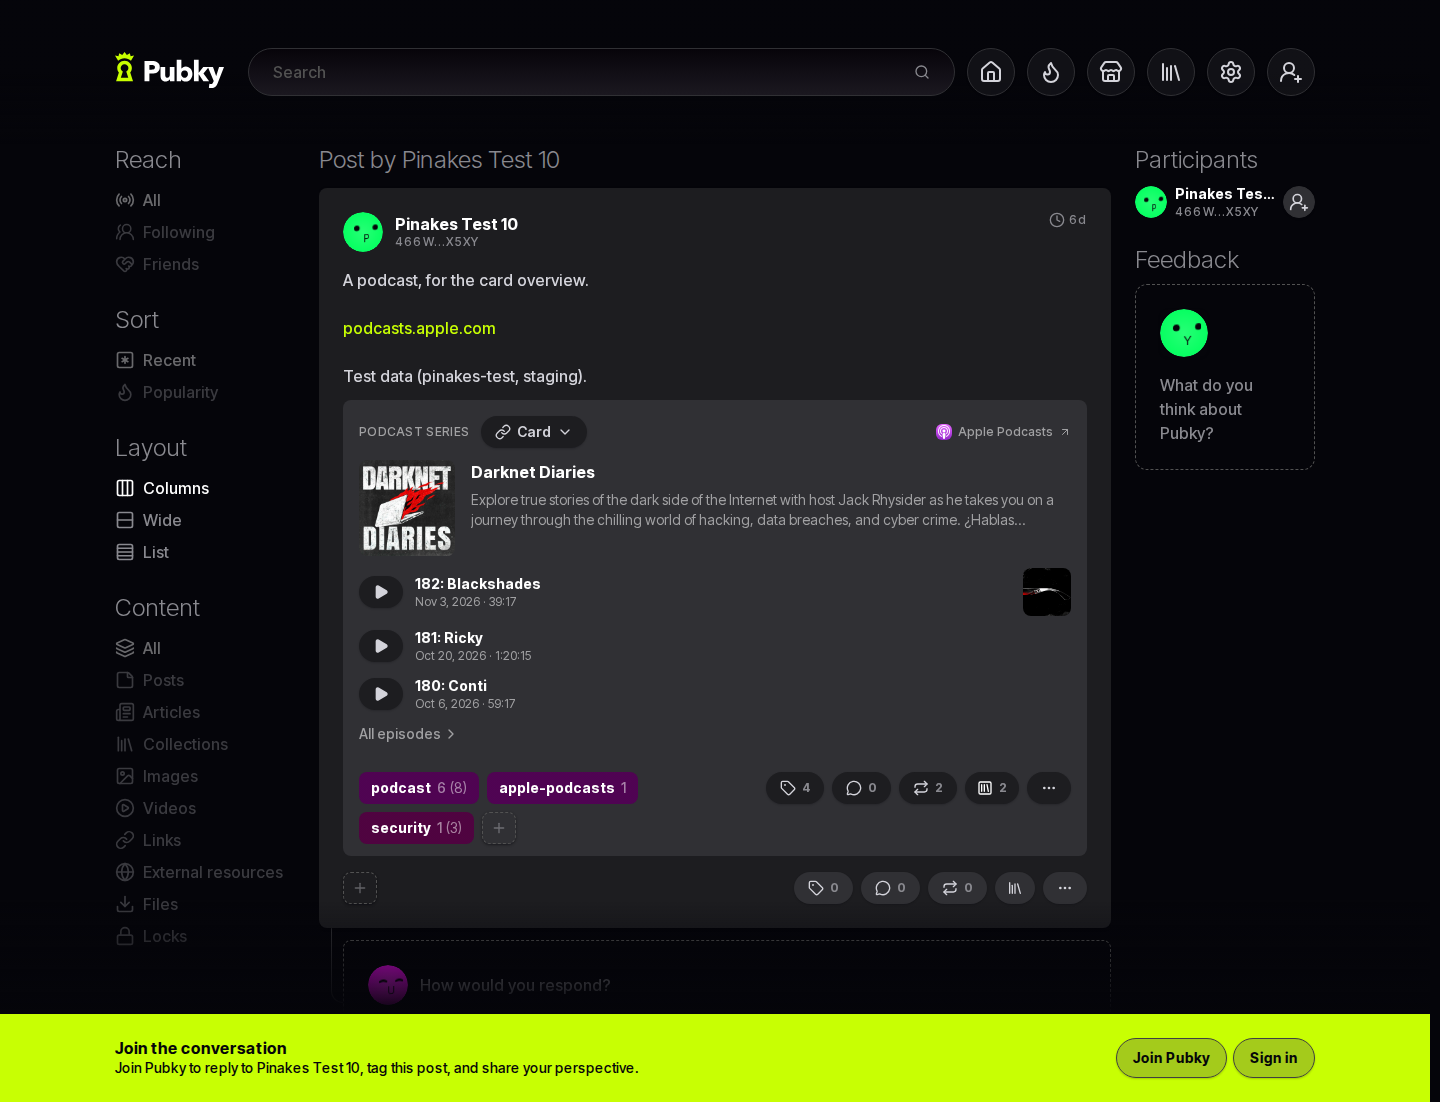 Pubky
Search
Reach
All
Following
Friends
Sort
Recent
Popularity
Layout
Columns
Wide
List
Content
All
Posts
Articles
Collections
Images
Videos
Links
External resources
Files
Locks
Post by Pinakes Test 10
P
Pinakes Test 10
466W...X5XY
6d
A podcast, for the card overview.
podcasts.apple.com
Test data (pinakes-test, staging).
PODCAST SERIES
Card
Apple Podcasts
DARKNET
DIARIES
Darknet Diaries
Explore true stories of the dark side of the Internet with host Jack Rhysider as he takes you on a
journey through the chilling world of hacking, data breaches, and cyber crime. ¿Hablas...
182: Blackshades
Nov 3, 2026 · 39:17
181: Ricky
Oct 20, 2026 · 1:20:15
180: Conti
Oct 6, 2026 · 59:17
All episodes
podcast 6 (8)
apple-podcasts 1
4
0
2
2
security 1 (3)
0
0
0
How would you respond?
Participants
P
Pinakes Tes...
466W...X5XY
Feedback
Y
What do you
think about
Pubky?
Join the conversation
Join Pubky to reply to Pinakes Test 10, tag this post, and share your perspective.
Join Pubky
Sign in